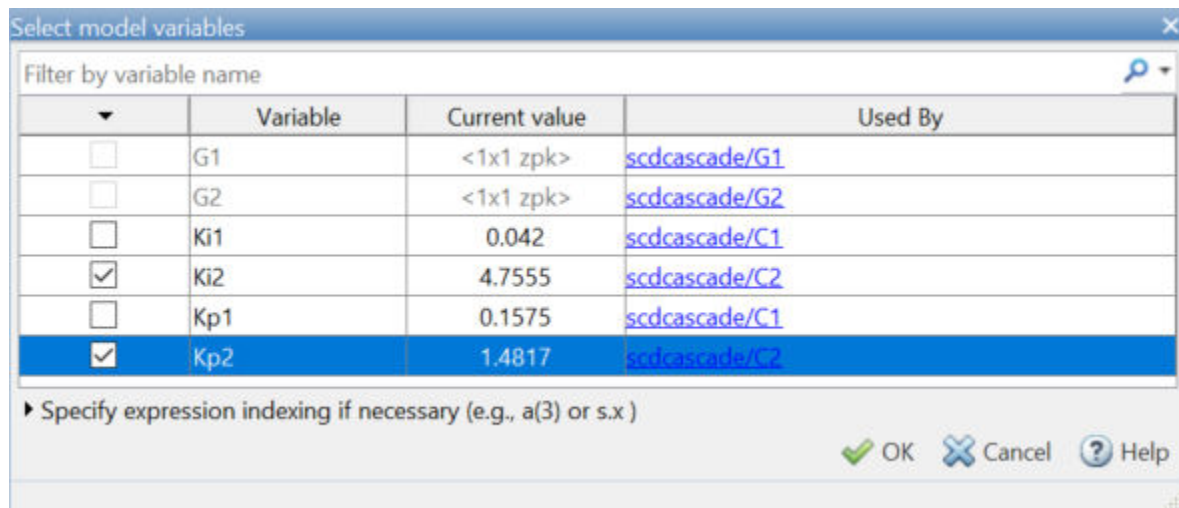 Select model variables
Filter by variable name
Variable Current value Used By
G1 <1x1 zpk> scdcascade/G1
G2 <1x1 zpk> scdcascade/G2
Ki1 0.042 scdcascade/C1
Ki2 4.7555 scdcascade/C2
Kp1 0.1575 scdcascade/C1
Kp2 1.4817 scdcascade/C2
Specify expression indexing if necessary (e.g., a(3) or s.x )
OK Cancel ? Help